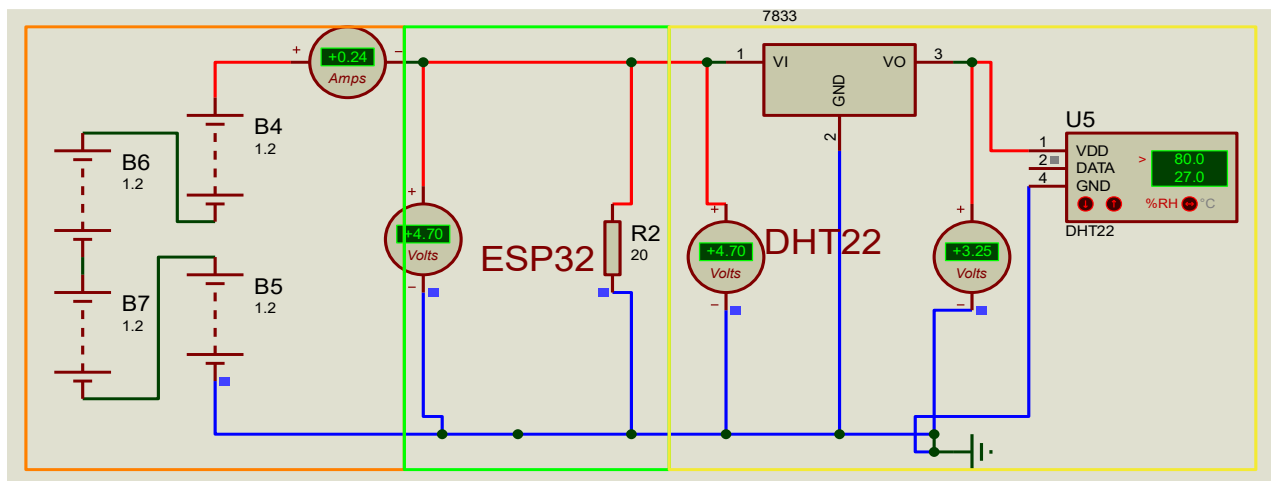 7833
+0.24
Amps
+
−
1
VI
VO
3
GND
2
B4
1.2
B6
1.2
B7
1.2
B5
1.2
+
+4.70
Volts
−
ESP32
R2
20
+
+4.70
Volts
−
DHT22
+
+3.25
Volts
−
U5
1
VDD
2
DATA
4
GND
>
80.0
27.0
%RH
°C
DHT22